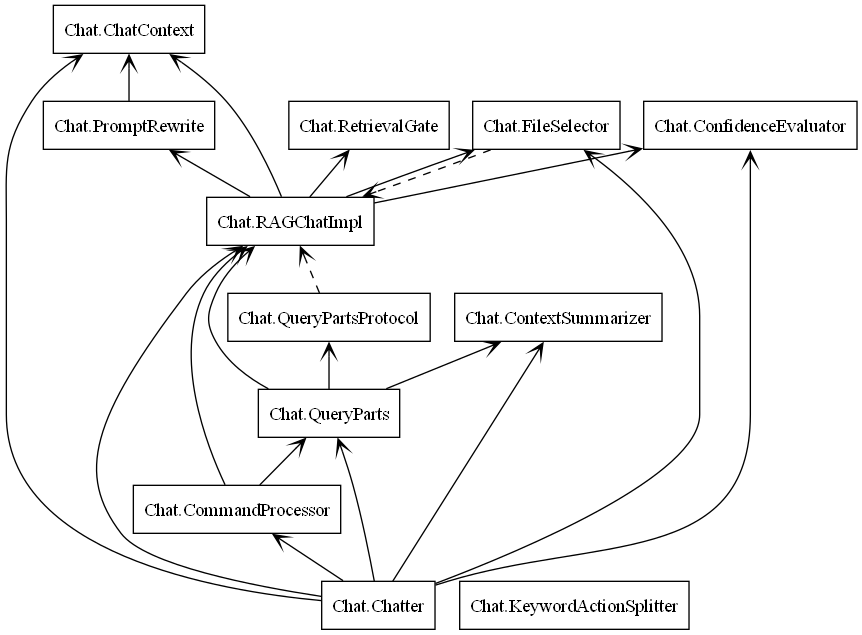 Chat.ChatContext
Chat.PromptRewrite
Chat.RetrievalGate
Chat.FileSelector
Chat.ConfidenceEvaluator
Chat.RAGChatImpl
Chat.QueryPartsProtocol
Chat.ContextSummarizer
Chat.QueryParts
Chat.CommandProcessor
Chat.Chatter
Chat.KeywordActionSplitter